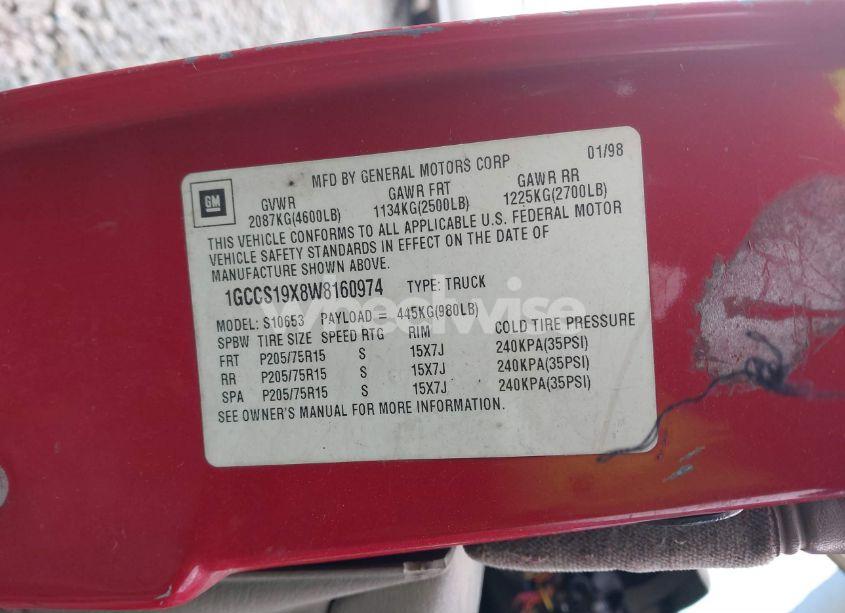 MFD BY GENERAL MOTORS CORP 01/98
GM
GVWR GAWR FRT GAWR RR
2087KG(4600LB) 1134KG(2500LB) 1225KG(2700LB)
THIS VEHICLE CONFORMS TO ALL APPLICABLE U.S. FEDERAL MOTOR
VEHICLE SAFETY STANDARDS IN EFFECT ON THE DATE OF
MANUFACTURE SHOWN ABOVE.
1GCCS19X8W8160974 TYPE: TRUCK
MODEL: S10653 PAYLOAD = 445KG(980LB)
SPBW TIRE SIZE SPEED RTG RIM COLD TIRE PRESSURE
FRT P205/75R15 S 15X7J 240KPA(35PSI)
RR P205/75R15 S 15X7J 240KPA(35PSI)
SPA P205/75R15 S 15X7J 240KPA(35PSI)
SEE OWNER'S MANUAL FOR MORE INFORMATION.
wheelwise